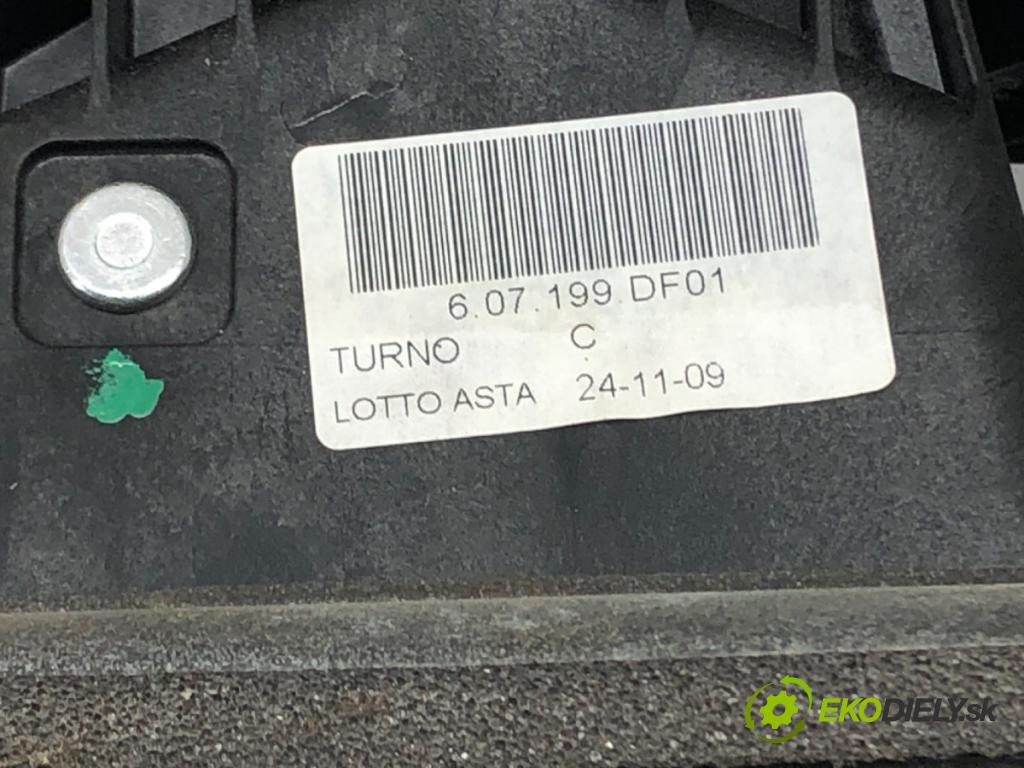 6.07.199.DF01
TURNO C
LOTTO ASTA 24-11-09
EKODIELY.sk